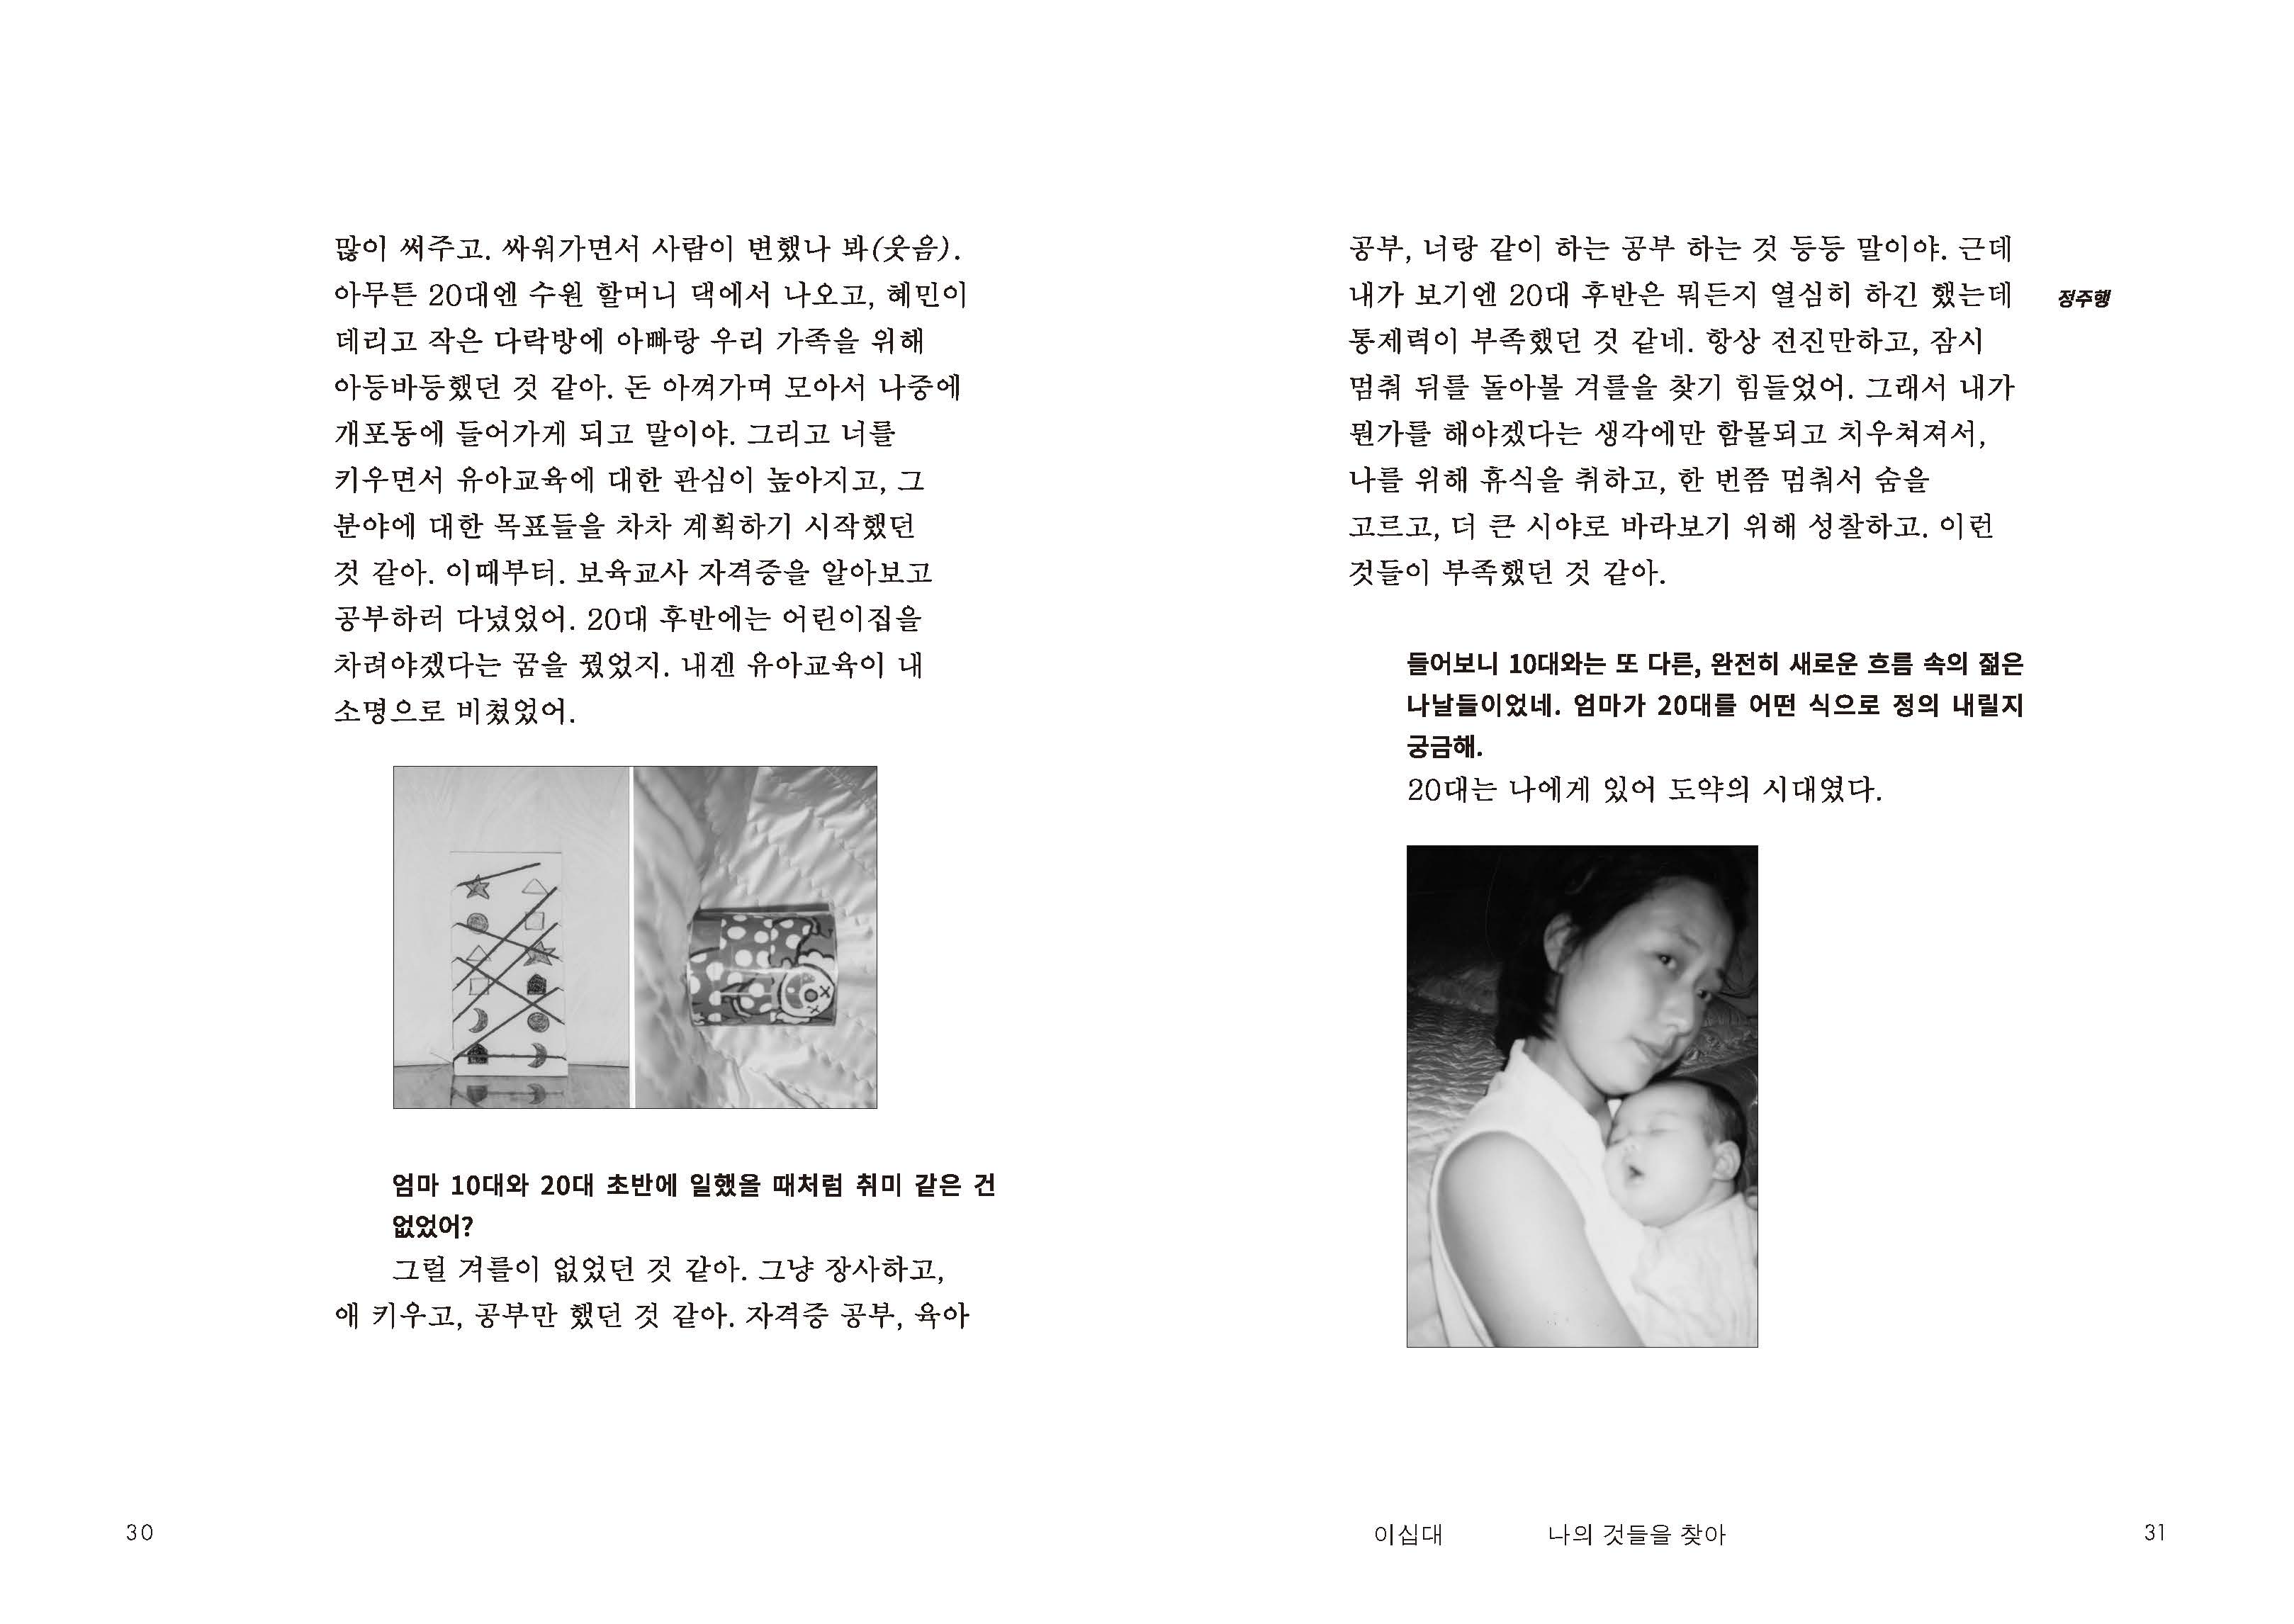 많이 써주고. 싸워가면서 사람이 변했나 봐(웃음).
아무튼 20대엔 수원 할머니 댁에서 나오고, 혜민이
데리고 작은 다락방에 아빠랑 우리 가족을 위해
아등바등했던 것 같아. 돈 아껴가며 모아서 나중에
개포동에 들어가게 되고 말이야. 그리고 너를
키우면서 유아교육에 대한 관심이 높아지고, 그
분야에 대한 목표들을 차차 계획하기 시작했던
것 같아. 이때부터. 보육교사 자격증을 알아보고
공부하러 다녔었어. 20대 후반에는 어린이집을
차려야겠다는 꿈을 꿨었지. 내겐 유아교육이 내
소명으로 비쳤었어.
엄마 10대와 20대 초반에 일했을 때처럼 취미 같은 건
없었어?
그럴 겨를이 없었던 것 같아. 그냥 장사하고,
애 키우고, 공부만 했던 것 같아. 자격증 공부, 육아
30
공부, 너랑 같이 하는 공부 하는 것 등등 말이야. 근데
내가 보기엔 20대 후반은 뭐든지 열심히 하긴 했는데
정주행
통제력이 부족했던 것 같네. 항상 전진만하고, 잠시
멈춰 뒤를 돌아볼 겨를을 찾기 힘들었어. 그래서 내가
뭔가를 해야겠다는 생각에만 함몰되고 치우쳐져서,
나를 위해 휴식을 취하고, 한 번쯤 멈춰서 숨을
고르고, 더 큰 시야로 바라보기 위해 성찰하고. 이런
것들이 부족했던 것 같아.
들어보니 10대와는 또 다른, 완전히 새로운 흐름 속의 젊은
나날들이었네. 엄마가 20대를 어떤 식으로 정의 내릴지
궁금해.
20대는 나에게 있어 도약의 시대였다.
이십대 나의 것들을 찾아
31